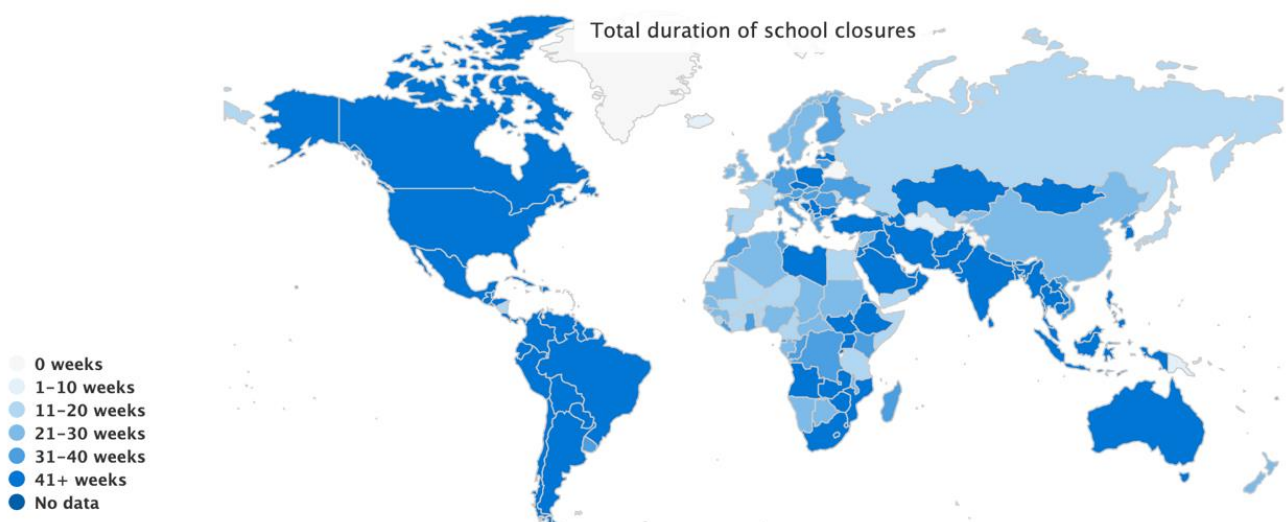 Total duration of school closures
0 weeks
1–10 weeks
11–20 weeks
21–30 weeks
31–40 weeks
41+ weeks
No data